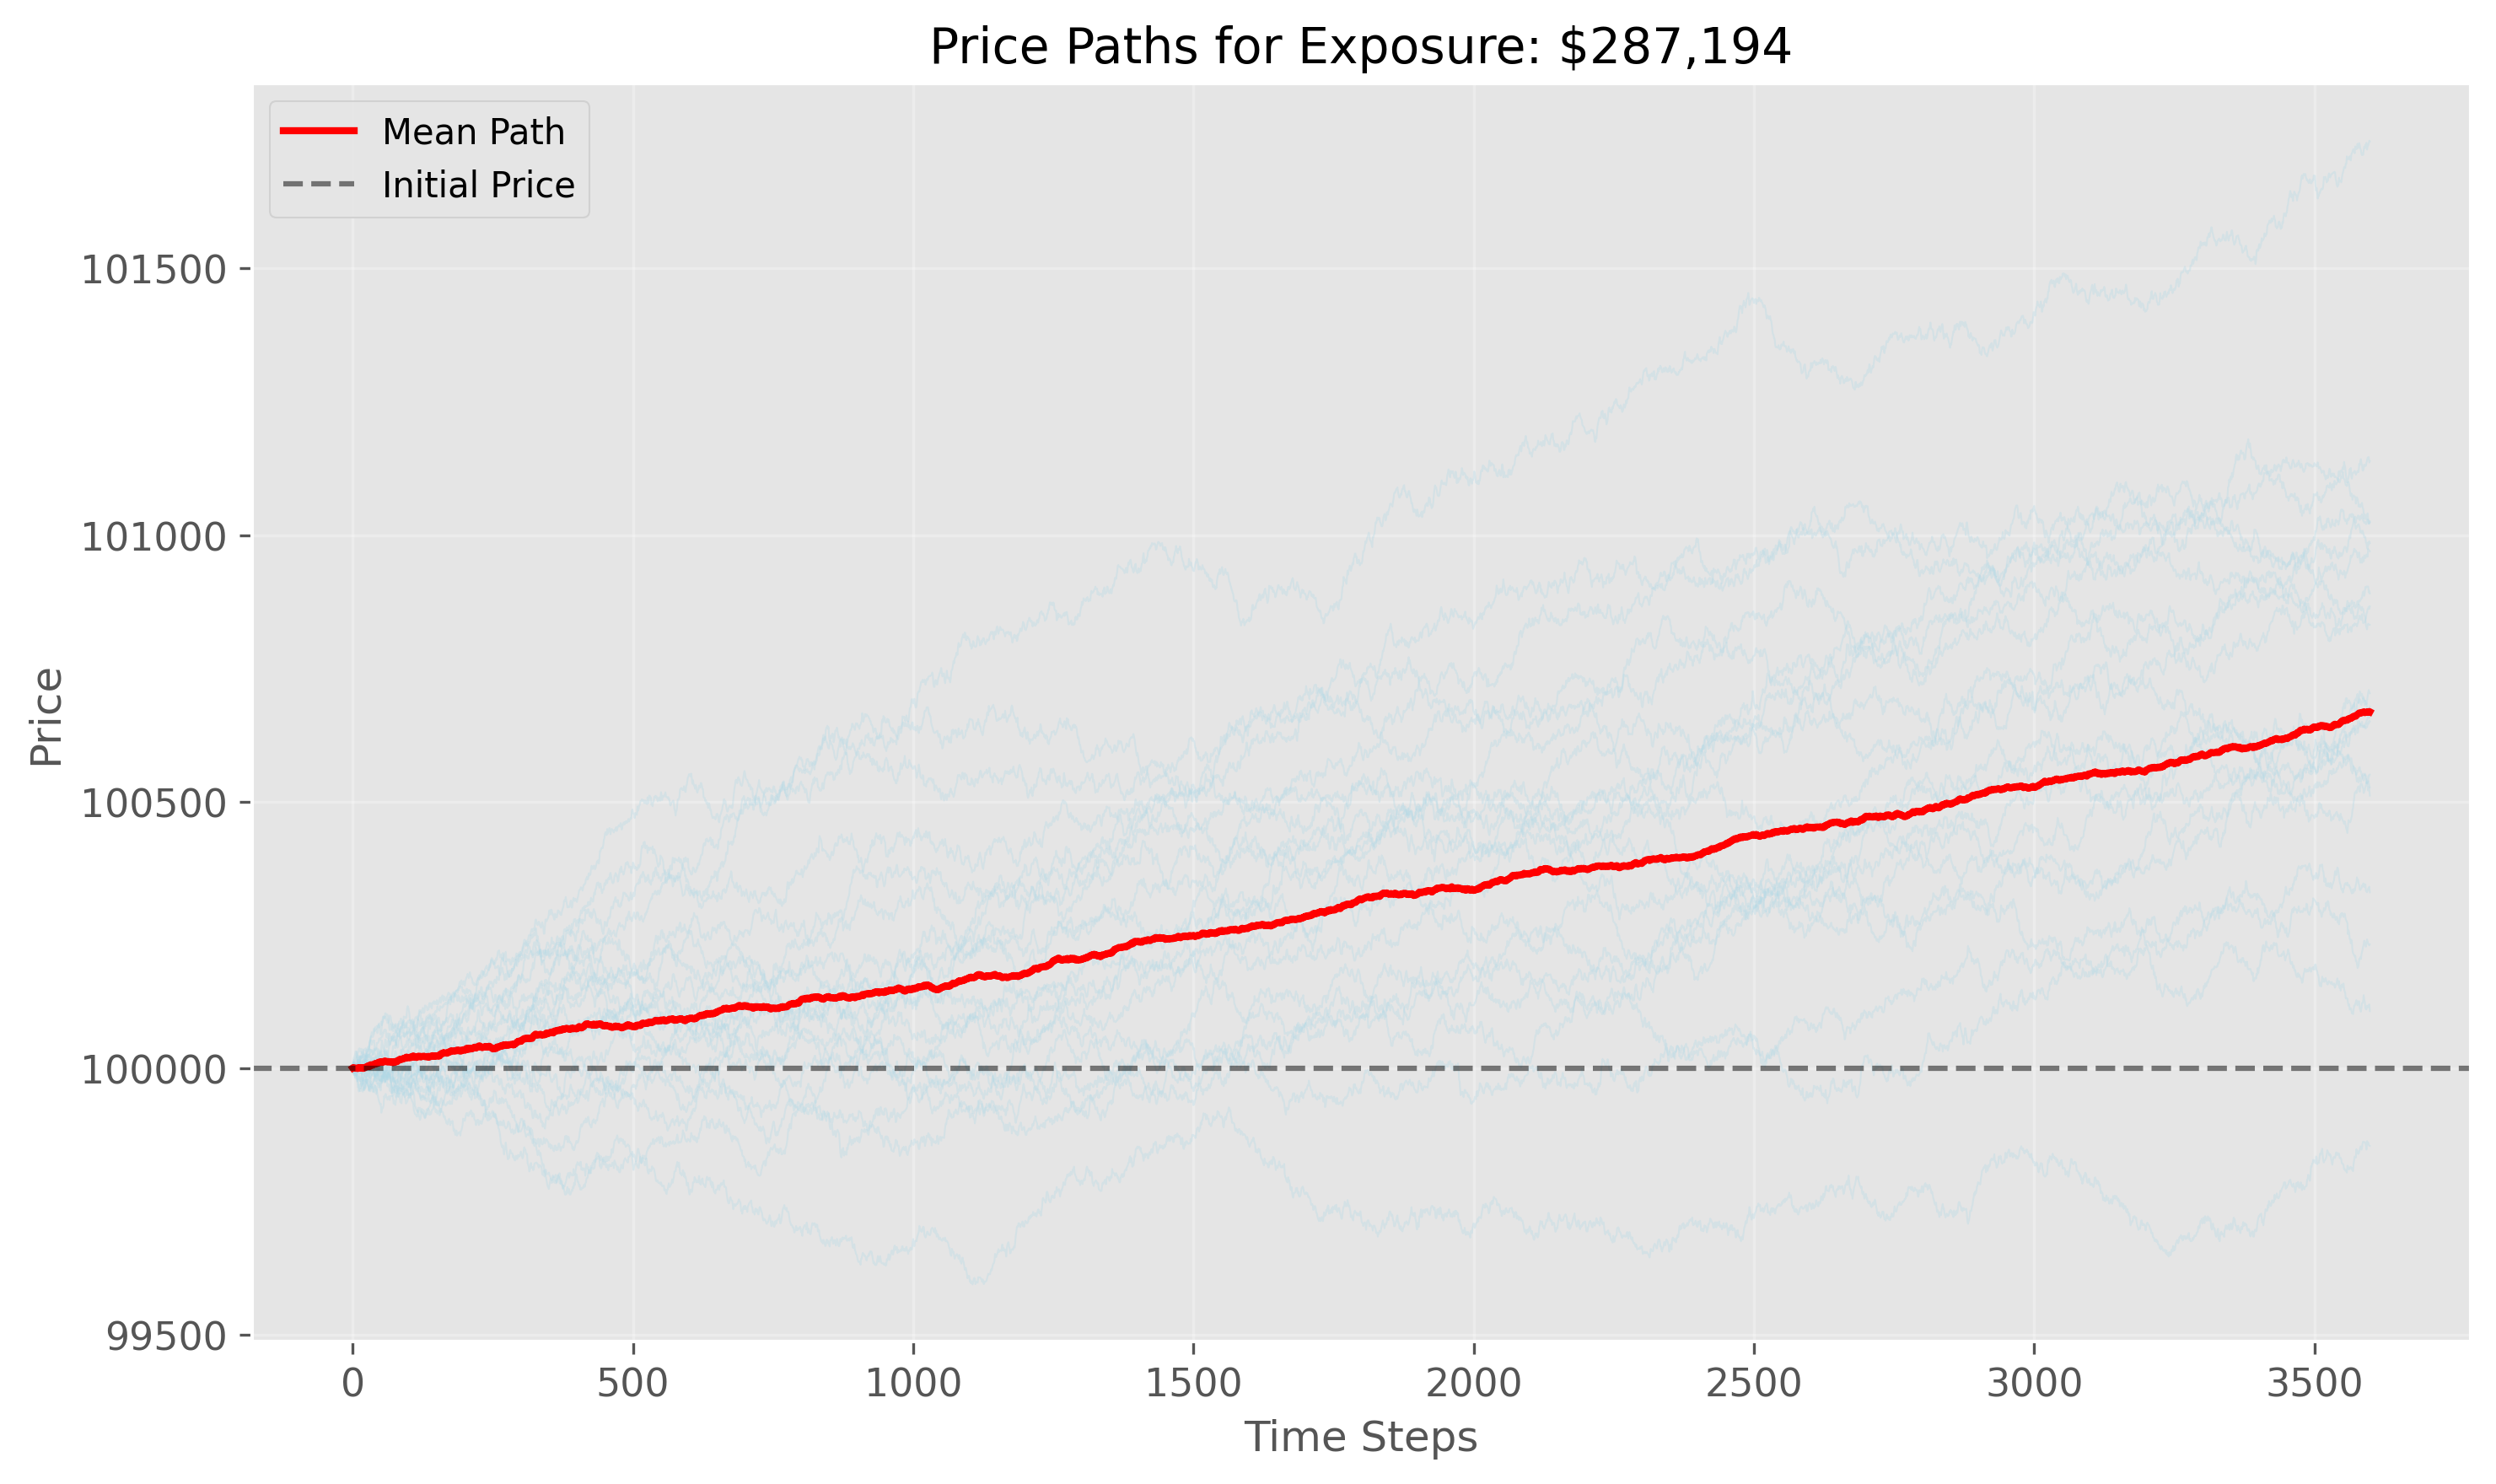 Price Paths for Exposure: $287,194
Mean Path
Initial Price
101500
101000
100500
100000
99500
Price
0 500 1000 1500 2000 2500 3000 3500
Time Steps